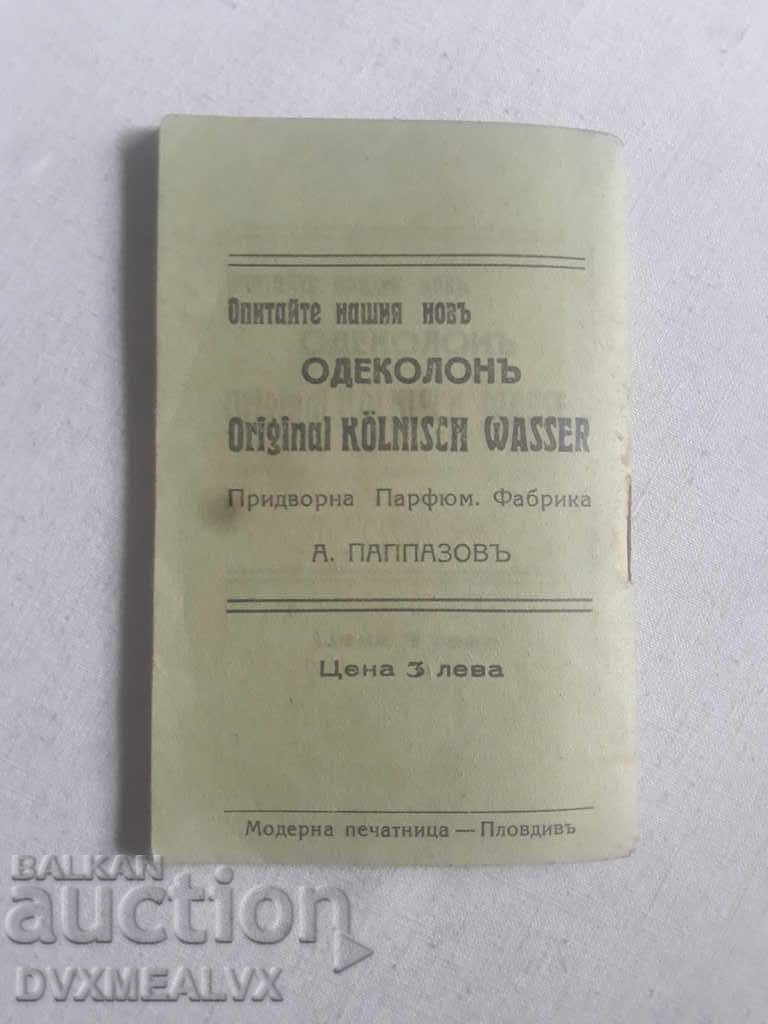 Опитайте нашия новъ
ОДЕКОЛОНЪ
Original KÖLNISCH WASSER
Придворна Парфюм. Фабрика
А. ПАППАЗОВЪ
Цена 3 лева
Модерна печатница — Пловдивъ
BALKAN
auction
DVXMEALVX